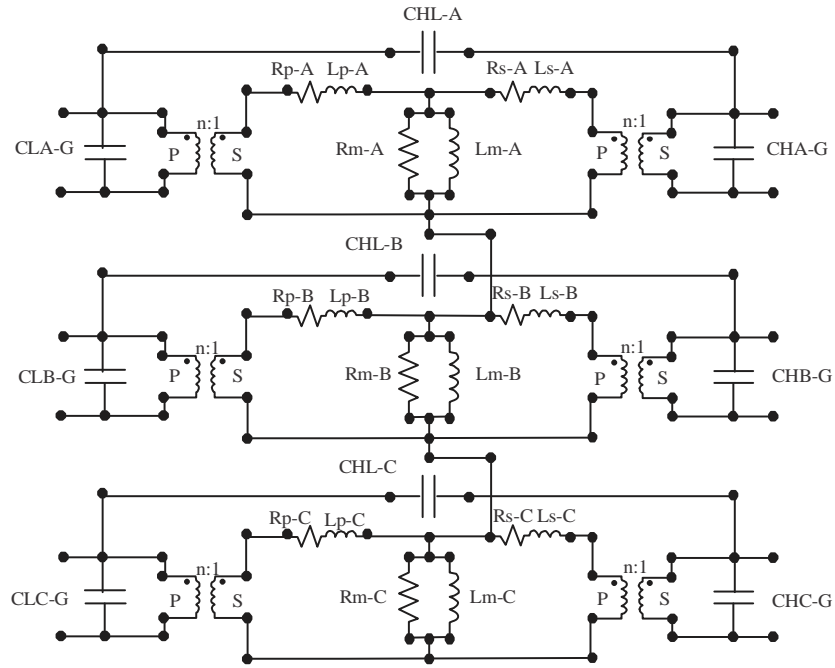 CHL-A
Rp-A Lp-A Rs-A Ls-A
n:1 n:1
CLA-G P S Rm-A Lm-A P S CHA-G
CHL-B
Rp-B Lp-B Rs-B Ls-B
n:1 n:1
CLB-G P S Rm-B Lm-B P S CHB-G
CHL-C
Rp-C Lp-C Rs-C Ls-C
n:1 n:1
CLC-G P S Rm-C Lm-C P S CHC-G